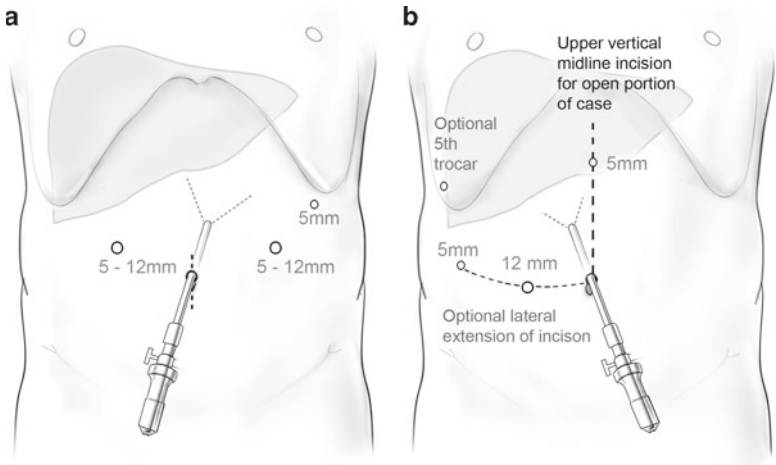 a
5mm
5 - 12mm
5 - 12mm
b
Upper vertical
midline incision
for open portion
of case
Optional
5th
trocar
5mm
5mm
12 mm
Optional lateral
extension of incison